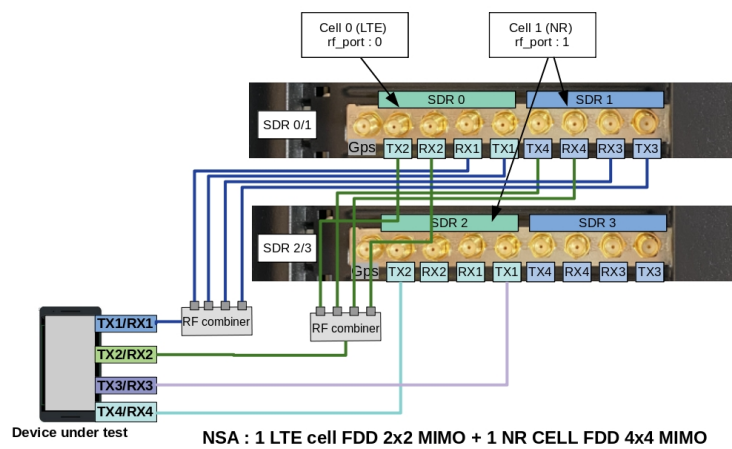 Cell 0 (LTE)
rf_port : 0
Cell 1 (NR)
rf_port : 1
SDR 0
SDR 1
SDR 0/1
Gps
TX2
RX2
RX1
TX1
TX4
RX4
RX3
TX3
SDR 2
SDR 3
SDR 2/3
Gps
TX2
RX2
RX1
TX1
TX4
RX4
RX3
TX3
RF combiner
RF combiner
TX1/RX1
TX2/RX2
TX3/RX3
TX4/RX4
Device under test
NSA : 1 LTE cell FDD 2x2 MIMO + 1 NR CELL FDD 4x4 MIMO